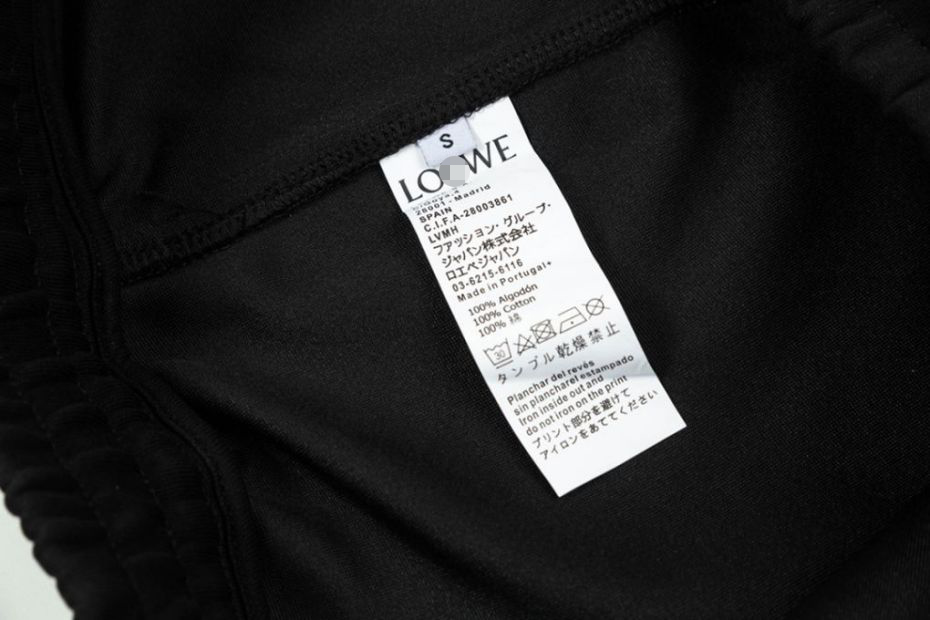 S
LO WE
28001 - Madrid
SPAIN
C.I.F.A-28003861
LVMH
ファッション・グループ・
ジャパン株式会社
ロエベジャパン
03-6215-6116
Made in Portugal+
100% Algodón
100% Cotton
100% 綿
30
タンブル乾燥禁止
Planchar del revés
sin plancharel estampado
iron inside out and
do not iron on the print
プリント部分を避けて
アイロンをあててください